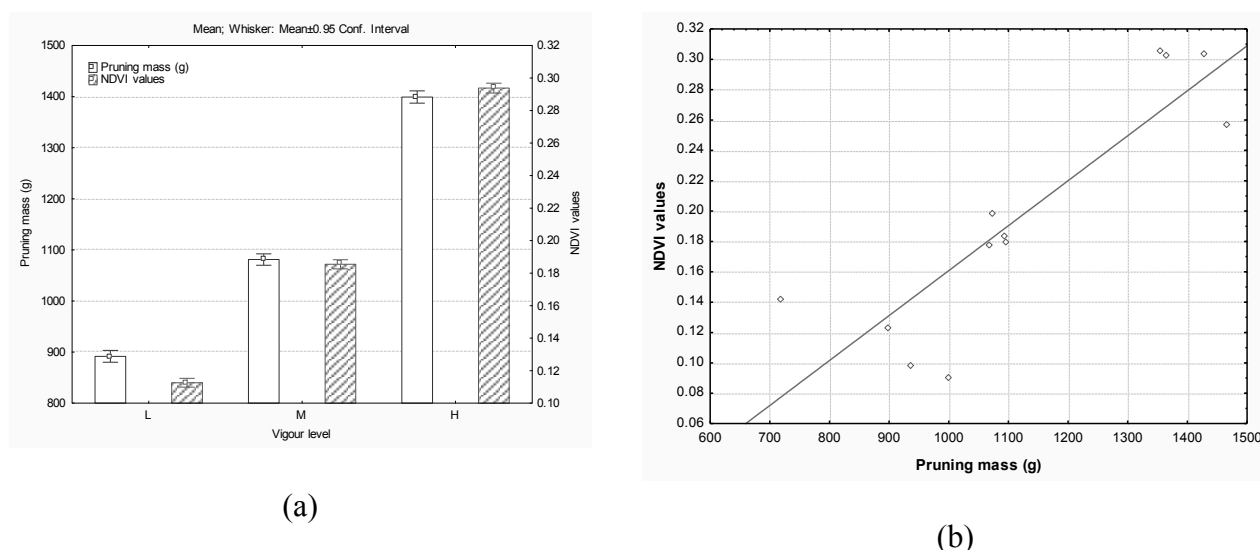 Mean; Whisker: Mean±0.95 Conf. Interval
Pruning mass (g)
NDVI values
1500
1400
1300
1200
1100
1000
900
800
Pruning mass (g)
0.32
0.30
0.28
0.26
0.24
0.22
0.20
0.18
0.16
0.14
0.12
0.10
NDVI values
L M H
Vigour level
(a)
0.32
0.30
0.28
0.26
0.24
0.22
0.20
0.18
0.16
0.14
0.12
0.10
0.08
0.06
NDVI values
600 700 800 900 1000 1100 1200 1300 1400 1500
Pruning mass (g)
(b)